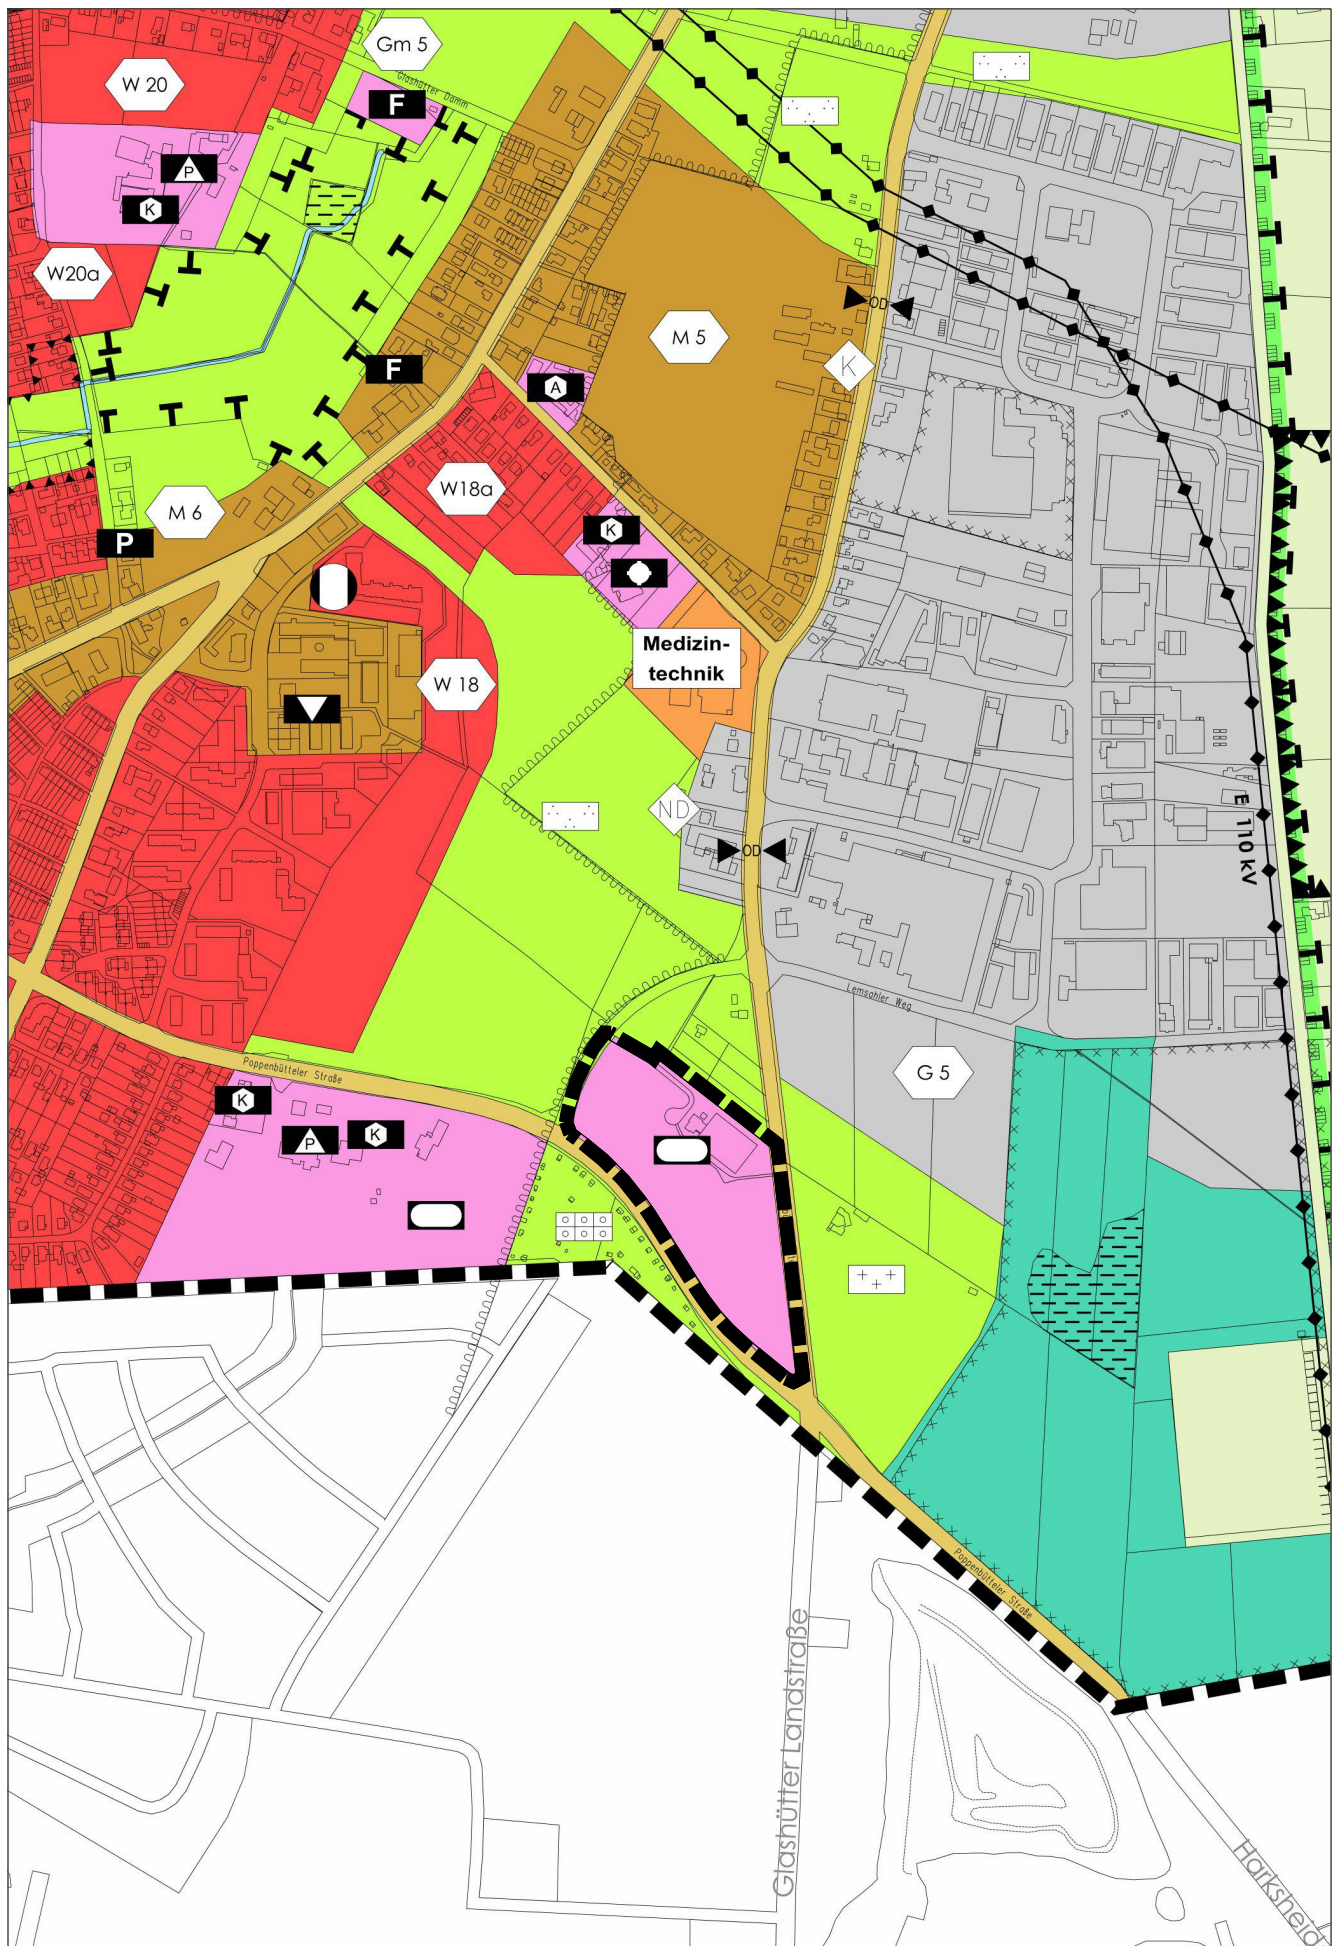 Gm 5
W 20
Glashütter Damm
F
P
K
W20a
OD
M 5
K
F
A
W18a
M 6
P
K
Medizin-
technik
W 18
ND
E 110 kV
OD
Lemsahler Weg
G 5
Poppenbütteler Straße
K
P
K
Poppenbütteler Straße
Glashütter Landstraße
Harksheid